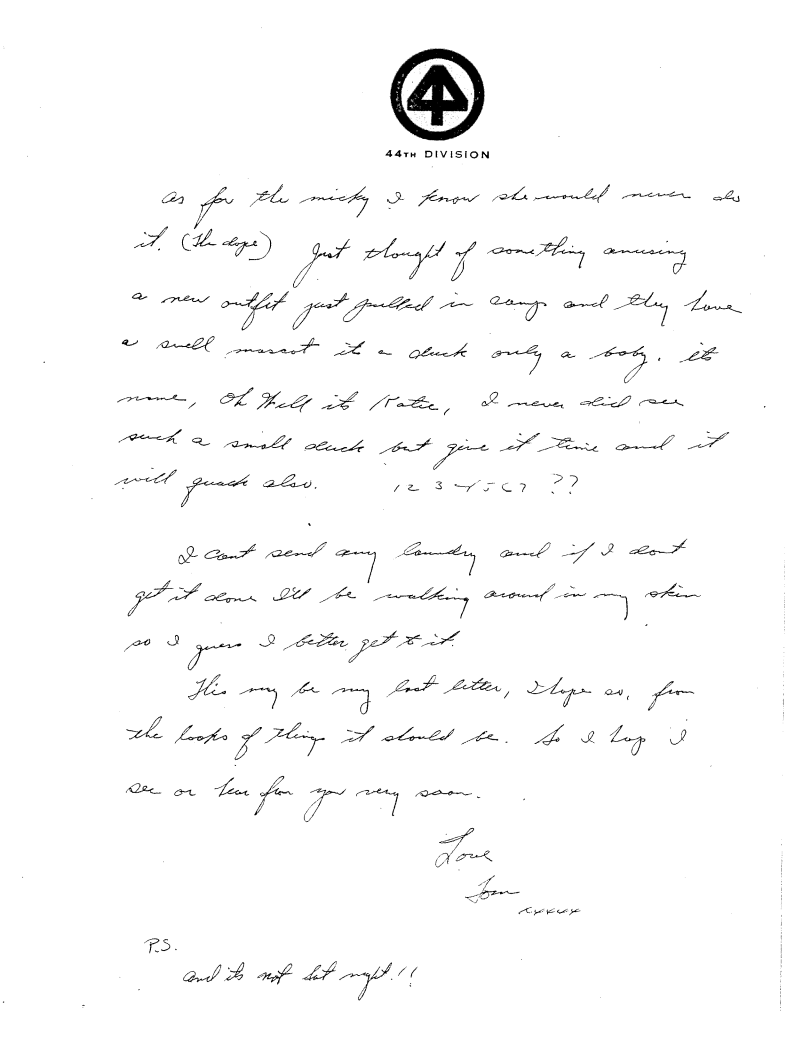 44TH DIVISION
as for the micky I know she would never do
it. (The dope) Just thought of something amusing
a new outfit just pulled in camp and they have
a swell mascot its a duck only a baby. its
name, Oh Well its Katie, I never did see
such a small duck but give it time and it
will quack also. 1 2 3 4 5 6 7 ??
I cant send any laundry and if I dont
get it done I'll be walking around in my skin
so I guess I better get to it.
This may be my last letter, I hope so, from
the looks of things it should be. So I hop I
see or hear from you very soon.
Love
Tom
xxxxx
P.S.
and its not Sat night!!